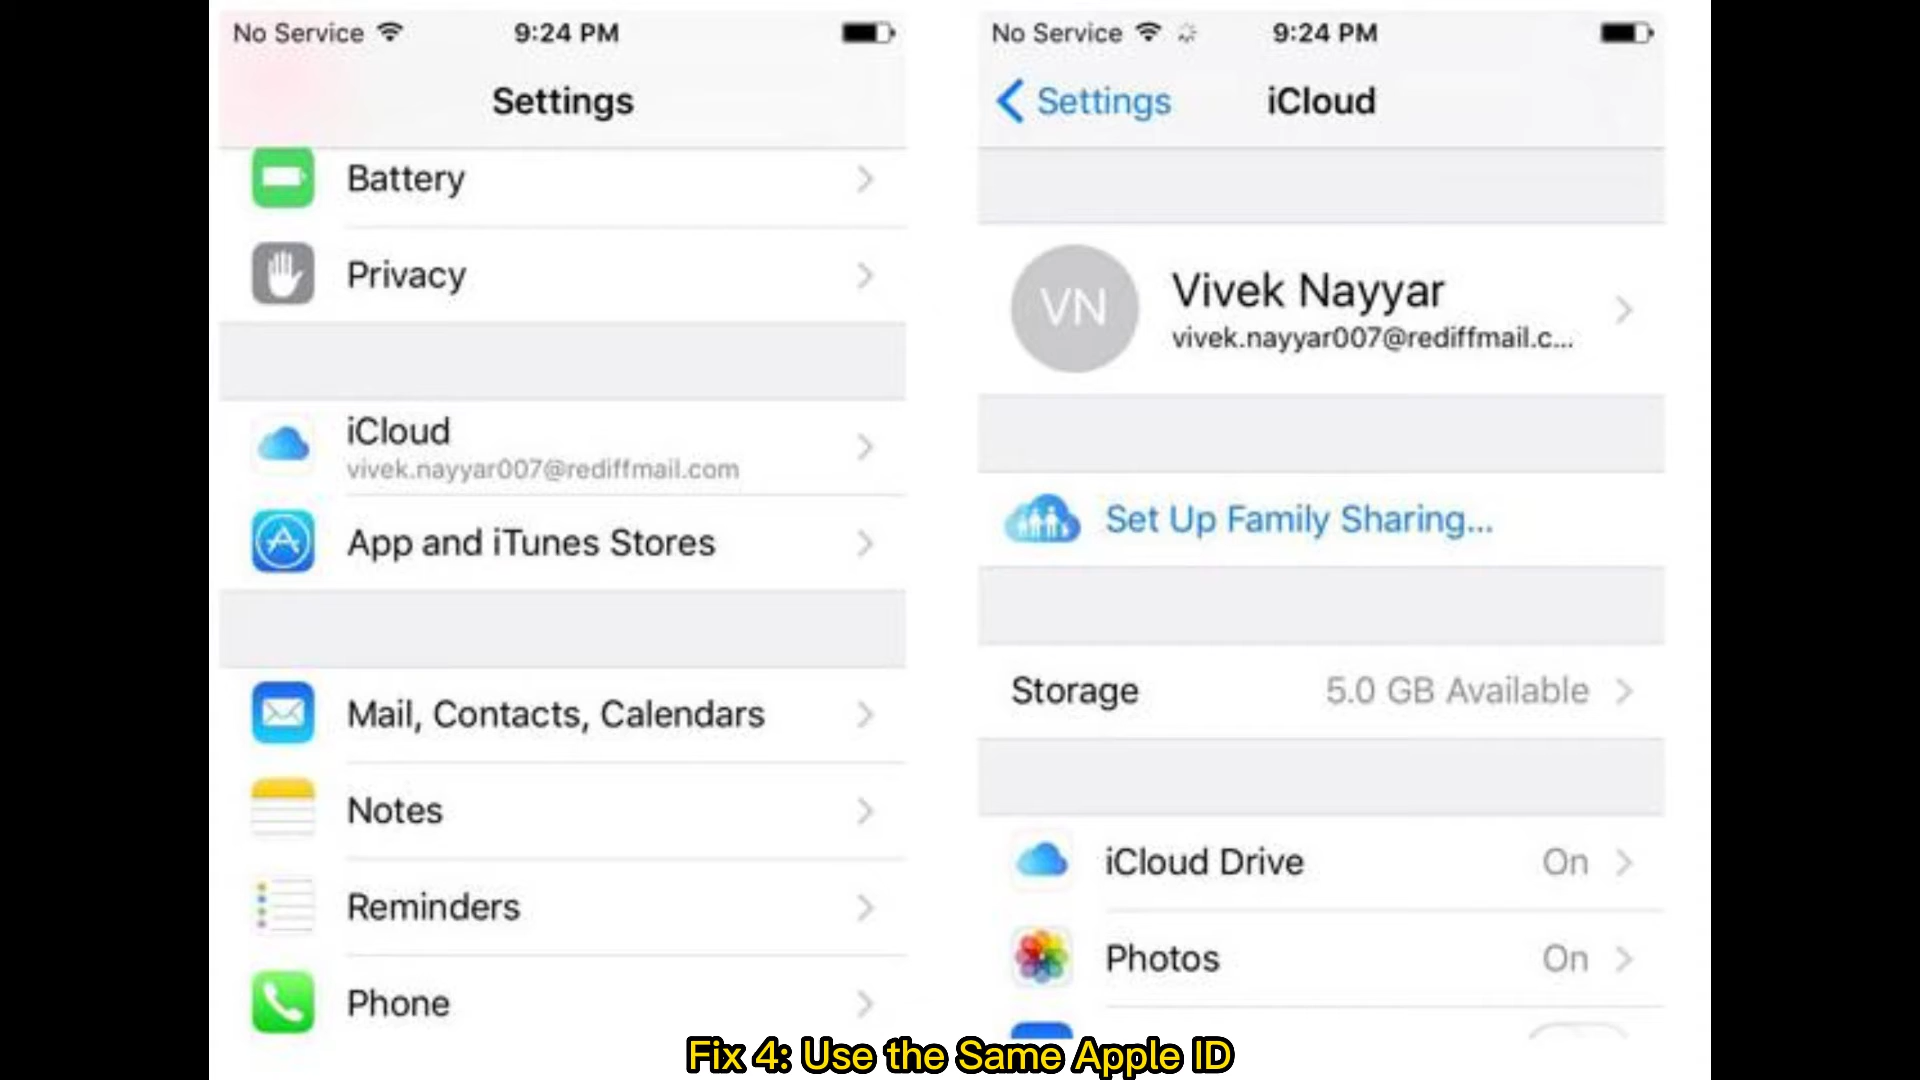 No Service 9:24 PM
Settings
Battery
Privacy
iCloud
vivek.nayyar007@rediffmail.com
App and iTunes Stores
Mail, Contacts, Calendars
Notes
Reminders
Phone
No Service 9:24 PM
Settings iCloud
VN
Vivek Nayyar
vivek.nayyar007@rediffmail.c...
Set Up Family Sharing...
Storage 5.0 GB Available
iCloud Drive On
Photos On
Fix 4: Use the Same Apple ID